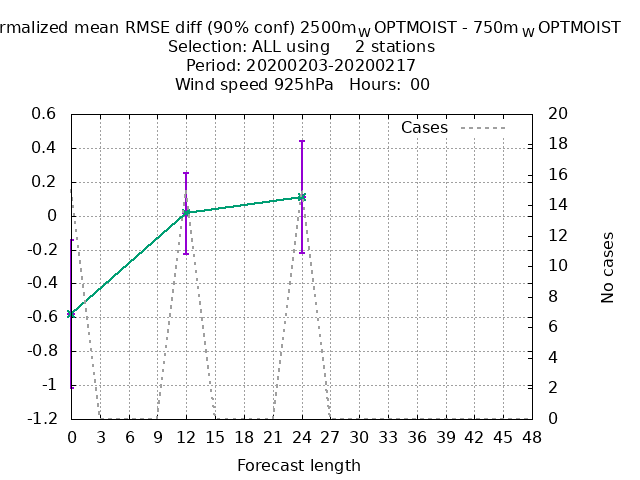 rmalized mean RMSE diff (90% conf) 2500m W OPTMOIST - 750m W OPTMOIST
Selection: ALL using 2 stations
Period: 20200203-20200217
Wind speed 925hPa Hours: 00
Cases
0.6
0.4
0.2
0
-0.2
-0.4
-0.6
-0.8
-1
-1.2
20
18
16
14
12
10
8
6
4
2
0
No cases
0 3 6 9 12 15 18 21 24 27 30 33 36 39 42 45 48
Forecast length